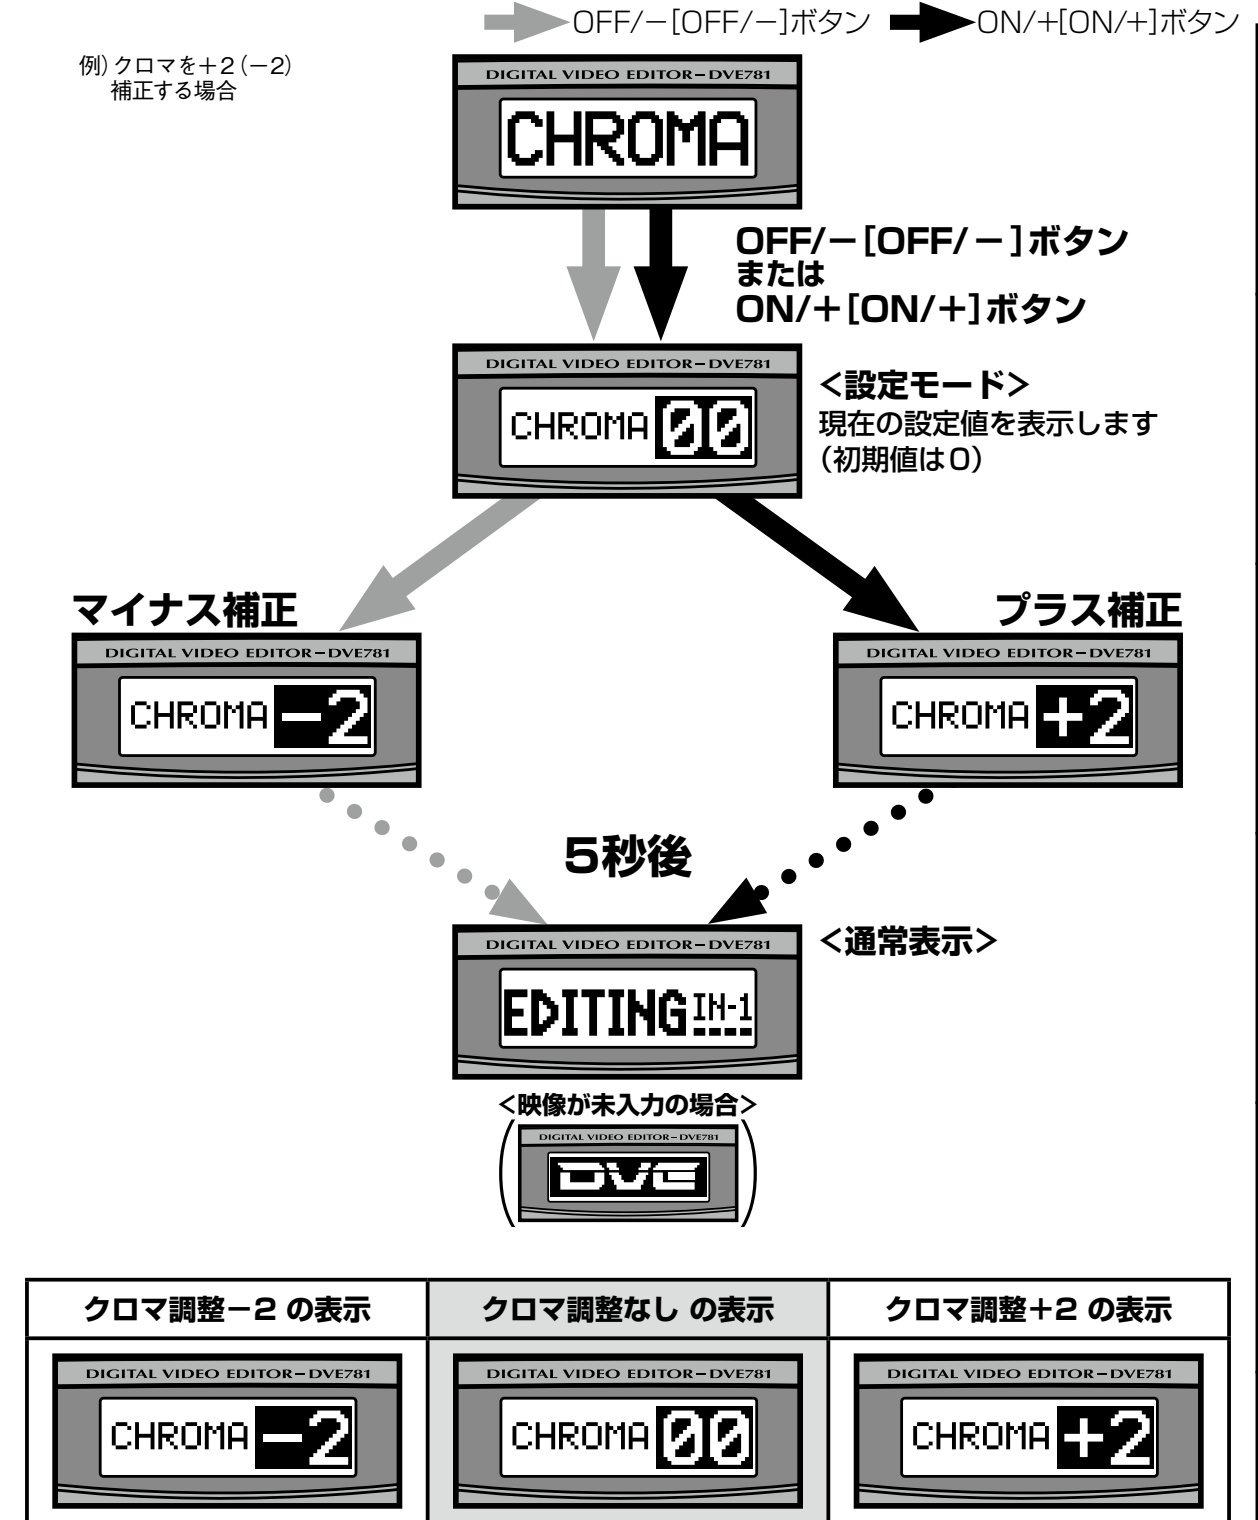 OFF/−[OFF/−]ボタン ON/+[ON/+]ボタン
例)クロマを+2(−2)
補正する場合
DIGITAL VIDEO EDITOR−DVE781
CHROMA
OFF/−[OFF/−]ボタン
または
ON/+[ON/+]ボタン
DIGITAL VIDEO EDITOR−DVE781
CHROMA 00
<設定モード>
現在の設定値を表示します
(初期値は0)
マイナス補正
DIGITAL VIDEO EDITOR−DVE781
CHROMA −2
プラス補正
DIGITAL VIDEO EDITOR−DVE781
CHROMA +2
5秒後
DIGITAL VIDEO EDITOR−DVE781
EDITING IN-1
<通常表示>
<映像が未入力の場合>
DIGITAL VIDEO EDITOR−DVE781
DVE
クロマ調整−2 の表示 クロマ調整なし の表示 クロマ調整+2 の表示
DIGITAL VIDEO EDITOR−DVE781 DIGITAL VIDEO EDITOR−DVE781 DIGITAL VIDEO EDITOR−DVE781
CHROMA −2 CHROMA 00 CHROMA +2